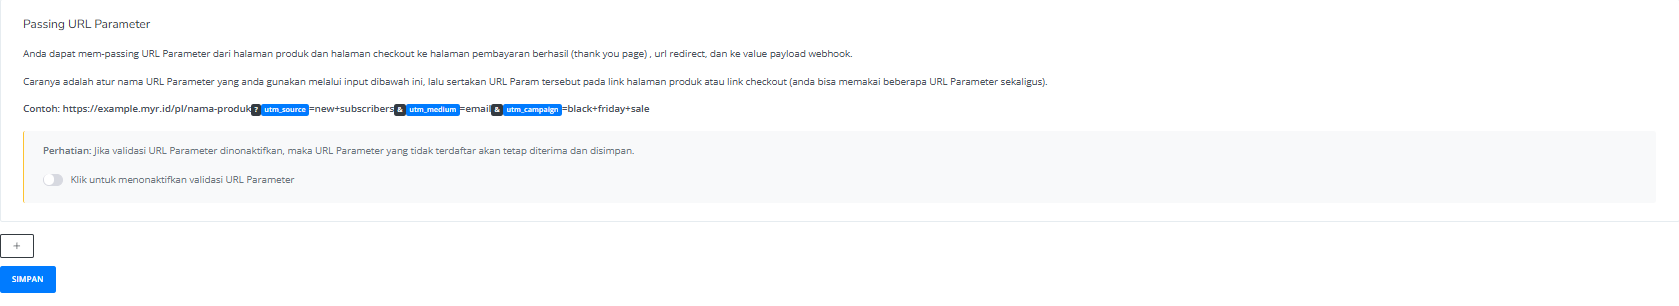 Passing URL Parameter
Anda dapat mem-passing URL Parameter dari halaman produk dan halaman checkout ke halaman pembayaran berhasil (thank you page) , url redirect, dan ke value payload webhook.
Caranya adalah atur nama URL Parameter yang anda gunakan melalui input dibawah ini, lalu sertakan URL Param tersebut pada link halaman produk atau link checkout (anda bisa memakai beberapa URL Parameter sekaligus).
Contoh: https://example.myr.id/pl/nama-produk?utm_source=new+subscribers&utm_medium=email&utm_campaign=black+friday+sale
Perhatian: Jika validasi URL Parameter dinonaktifkan, maka URL Parameter yang tidak terdaftar akan tetap diterima dan disimpan.
Klik untuk menonaktifkan validasi URL Parameter
+
SIMPAN